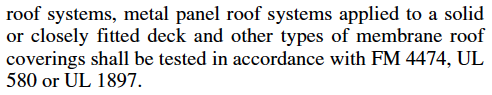 roof systems, metal panel roof systems applied to a solid
or closely fitted deck and other types of membrane roof
coverings shall be tested in accordance with FM 4474, UL
580 or UL 1897.